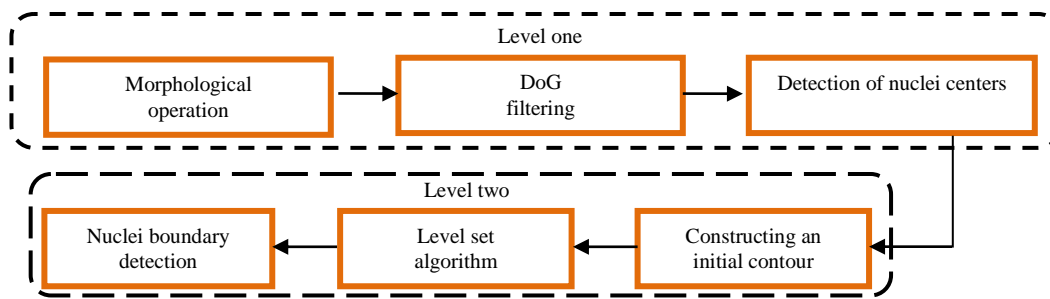 Level one
Morphological
operation
DoG
filtering
Detection of nuclei centers
Level two
Nuclei boundary
detection
Level set
algorithm
Constructing an
initial contour